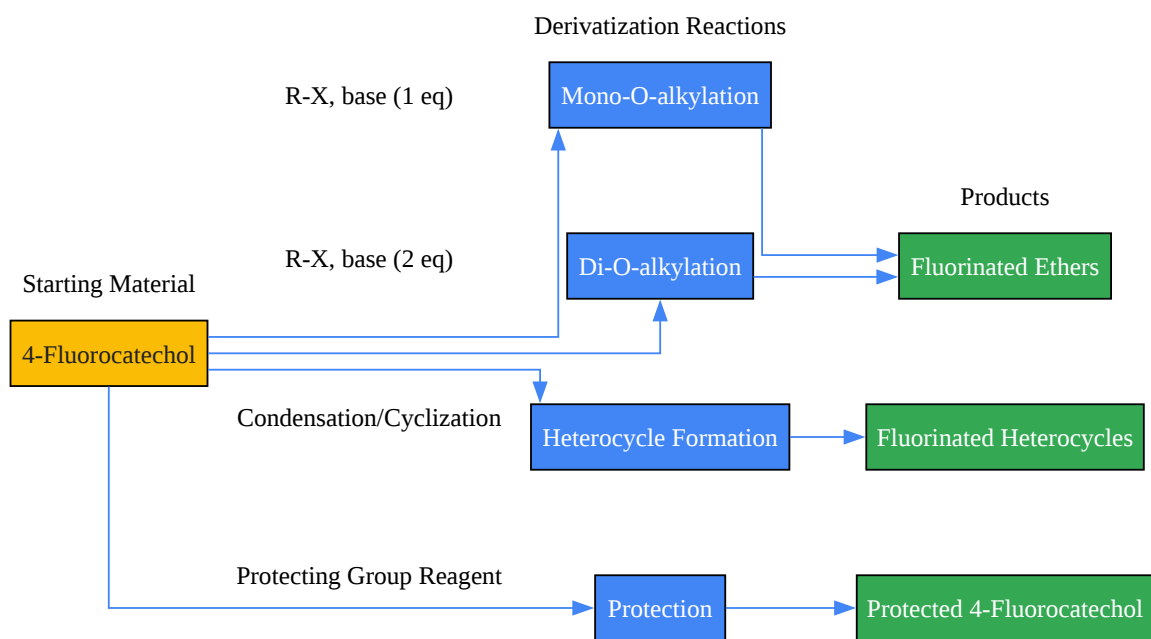 Derivatization Reactions
R-X, base (1 eq)
Mono-O-alkylation
Products
R-X, base (2 eq)
Di-O-alkylation
Fluorinated Ethers
Starting Material
4-Fluorocatechol
Condensation/Cyclization
Heterocycle Formation
Fluorinated Heterocycles
Protecting Group Reagent
Protection
Protected 4-Fluorocatechol